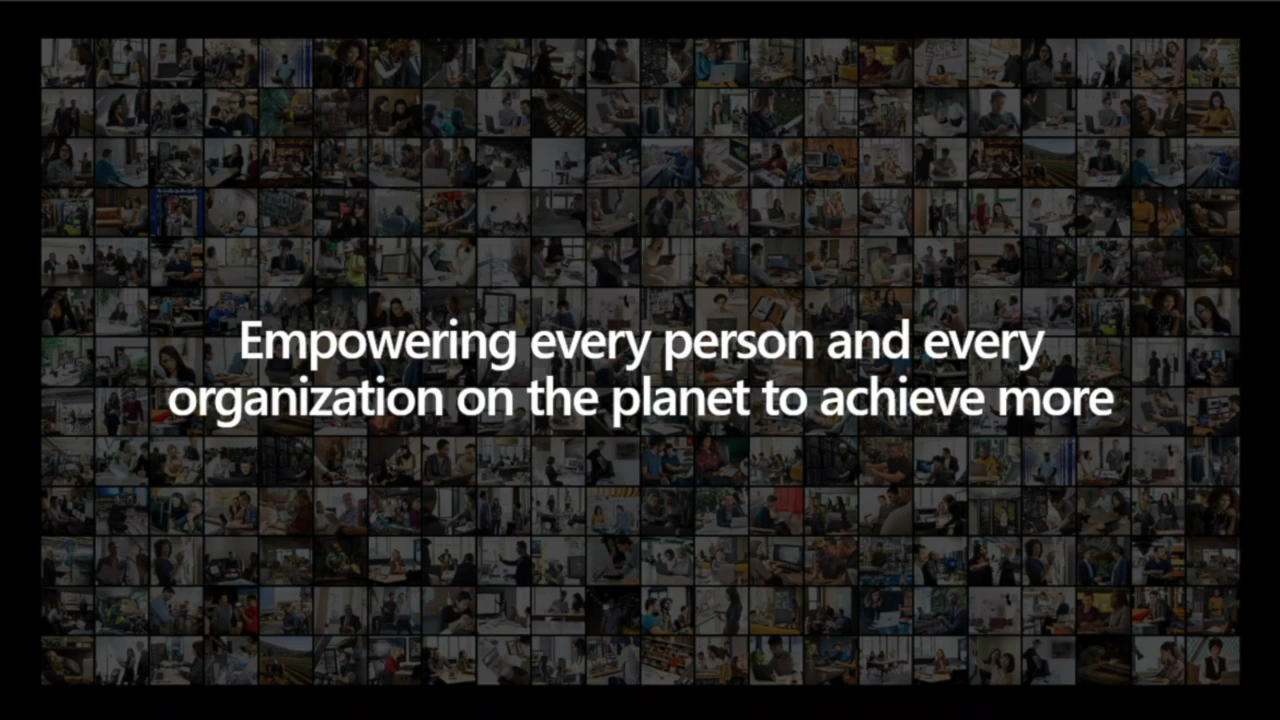 Empowering every person and every
organization on the planet to achieve more